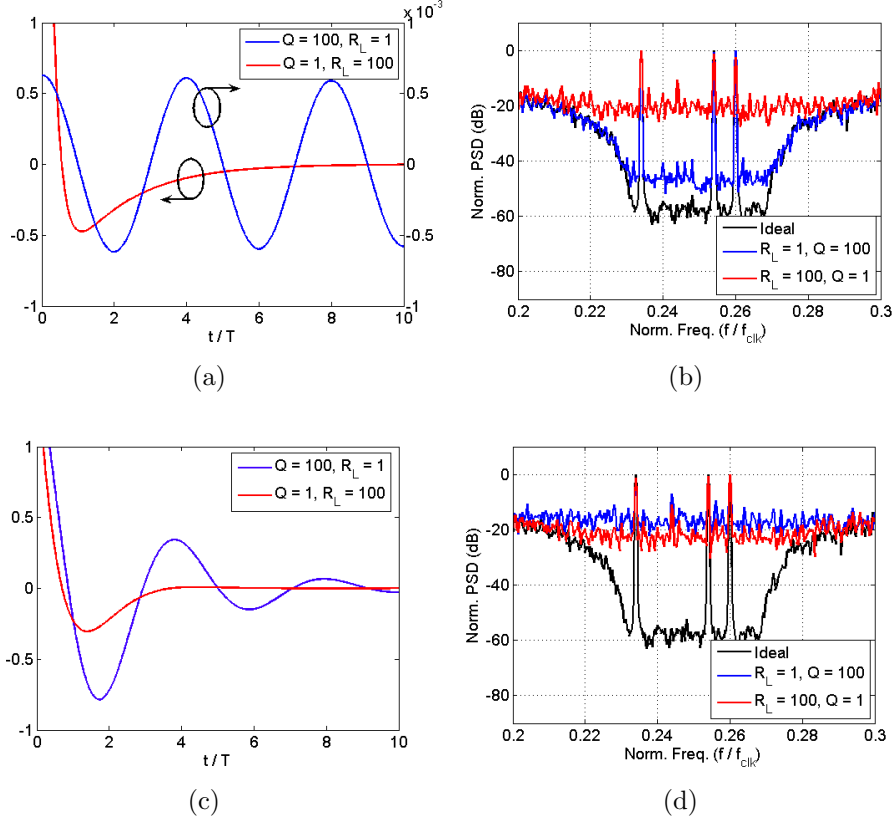 x 10^-3
1
0.5
0
-0.5
-1
1
0.5
0
-0.5
-1
0 2 4 6 8 10
t / T
Q = 100, R_L = 1
Q = 1, R_L = 100
(a)
0
-20
-40
-60
-80
Norm. PSD (dB)
0.2 0.22 0.24 0.26 0.28 0.3
Norm. Freq. (f / f_clk)
Ideal
R_L = 1, Q = 100
R_L = 100, Q = 1
(b)
1
0.5
0
-0.5
-1
0 2 4 6 8 10
t / T
Q = 100, R_L = 1
Q = 1, R_L = 100
(c)
0
-20
-40
-60
-80
Norm. PSD (dB)
0.2 0.22 0.24 0.26 0.28 0.3
Norm. Freq. (f / f_clk)
Ideal
R_L = 1, Q = 100
R_L = 100, Q = 1
(d)